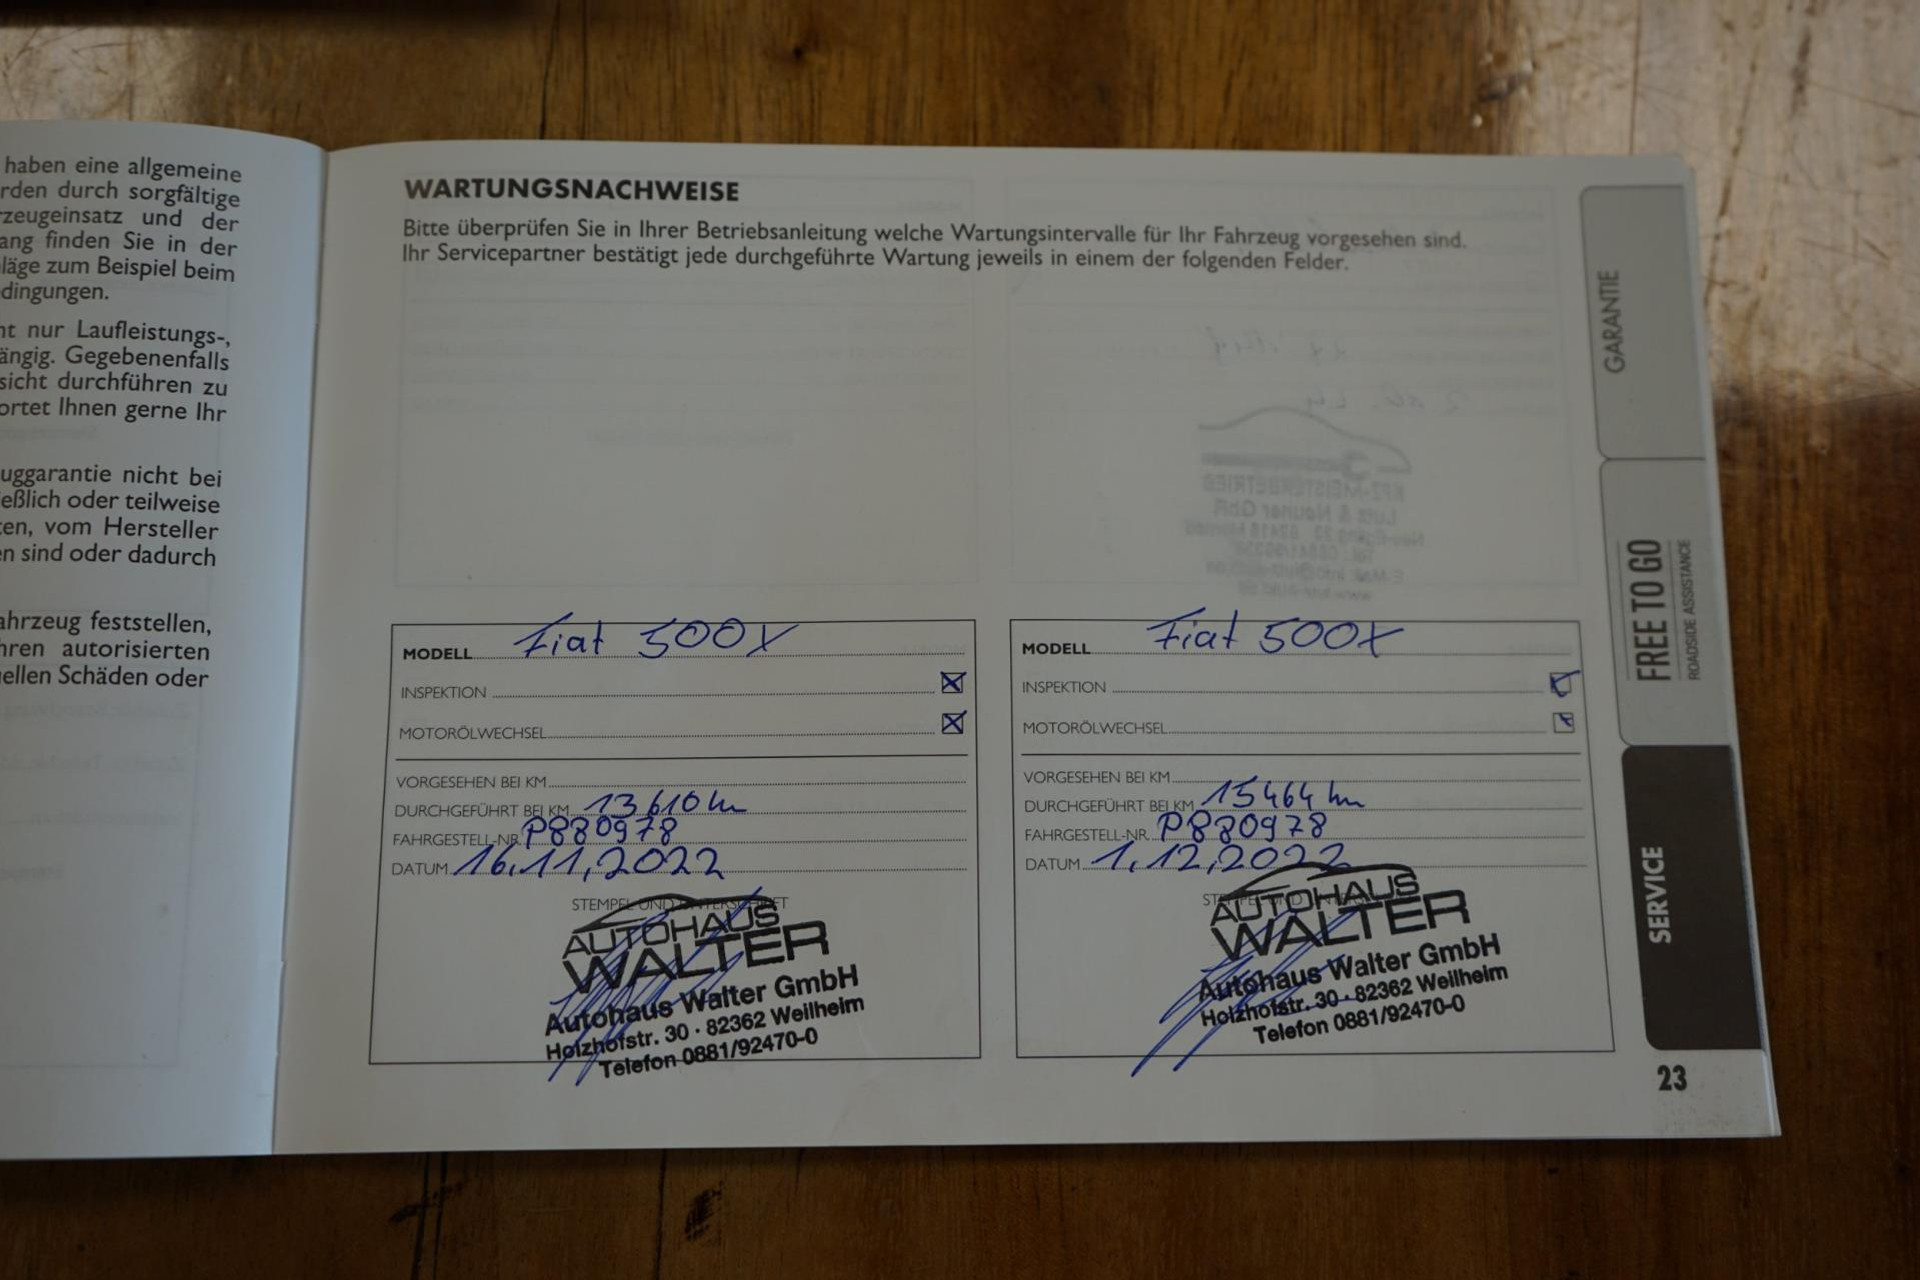 haben eine allgemeine
rden durch sorgfältige
rzeugeinsatz und der
ang finden Sie in der
läge zum Beispiel beim
dingungen.
nt nur Laufleistungs-,
ängig. Gegebenenfalls
sicht durchführen zu
ortet Ihnen gerne Ihr
uggarantie nicht bei
eßlich oder teilweise
ten, vom Hersteller
en sind oder dadurch
ahrzeug feststellen,
hren autorisierten
ellen Schäden oder
WARTUNGSNACHWEISE
Bitte überprüfen Sie in Ihrer Betriebsanleitung welche Wartungsintervalle für Ihr Fahrzeug vorgesehen sind.
Ihr Servicepartner bestätigt jede durchgeführte Wartung jeweils in einem der folgenden Felder.
MODELL Fiat 500X
INSPEKTION
MOTORÖLWECHSEL
VORGESEHEN BEI KM
DURCHGEFÜHRT BEI KM 13610 km
FAHRGESTELL-NR. P880978
DATUM 16.11.2022
STEMPEL UND UNTERSCHRIFT
AUTOHAUS
WALTER
Autohaus Walter GmbH
Holzhofstr. 30 · 82362 Weilheim
Telefon 0881/92470-0
MODELL Fiat 500X
INSPEKTION
MOTORÖLWECHSEL
VORGESEHEN BEI KM
DURCHGEFÜHRT BEI KM 15464 km
FAHRGESTELL-NR. P880978
DATUM 1.12.2022
STEMPEL UND
AUTOHAUS
WALTER
Autohaus Walter GmbH
Holzhofstr. 30 · 82362 Weilheim
Telefon 0881/92470-0
GARANTIE
FREE TO GO
ROADSIDE ASSISTANCE
SERVICE
23